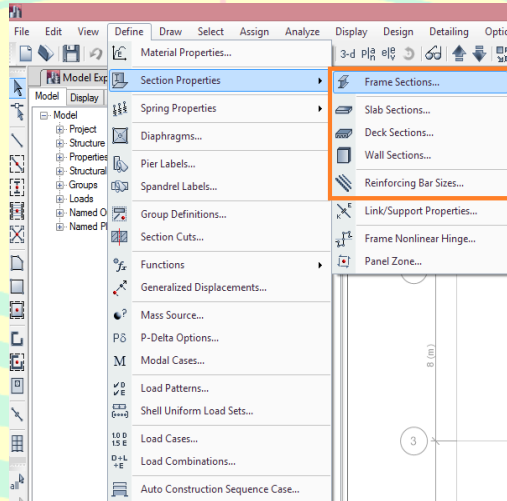 File Edit View Define Draw Select Assign Analyze Display Design Detailing
Material Properties...
3-d
Model
Section Properties
Frame Sections...
Model Display
Spring Properties
Slab Sections...
Model
Diaphragms...
Deck Sections...
Project
Structure
Pier Labels...
Wall Sections...
Properties
Structural
Spandrel Labels...
Reinforcing Bar Sizes...
Groups
Loads
Group Definitions...
Link/Support Properties...
Named
Named
Section Cuts...
Frame Nonlinear Hinge...
Functions
Panel Zone...
Generalized Displacements...
Mass Source...
Pδ P-Delta Options...
M Modal Cases...
8 (m)
Load Patterns...
Shell Uniform Load Sets...
Load Cases...
3
Load Combinations...
Auto Construction Sequence Case...